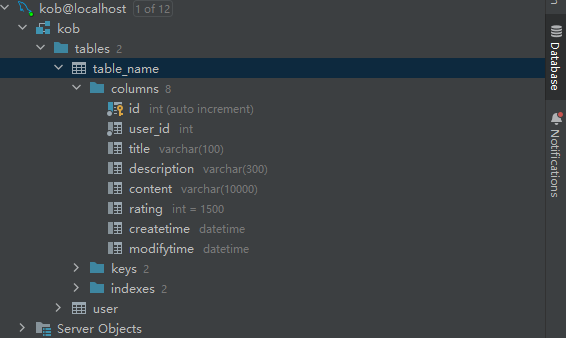 kob@localhost 1 of 12
kob
tables 2
table_name
columns 8
id int (auto increment)
user_id int
title varchar(100)
description varchar(300)
content varchar(10000)
rating int = 1500
createtime datetime
modifytime datetime
keys 2
indexes 2
user
Server Objects
Database
Notifications